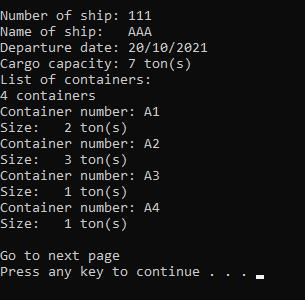 Number of ship: 111
Name of ship:   AAA
Departure date: 20/10/2021
Cargo capacity: 7 ton(s)
List of containers:
4 containers
Container number: A1
Size:   2 ton(s)
Container number: A2
Size:   3 ton(s)
Container number: A3
Size:   1 ton(s)
Container number: A4
Size:   1 ton(s)

Go to next page
Press any key to continue . . .